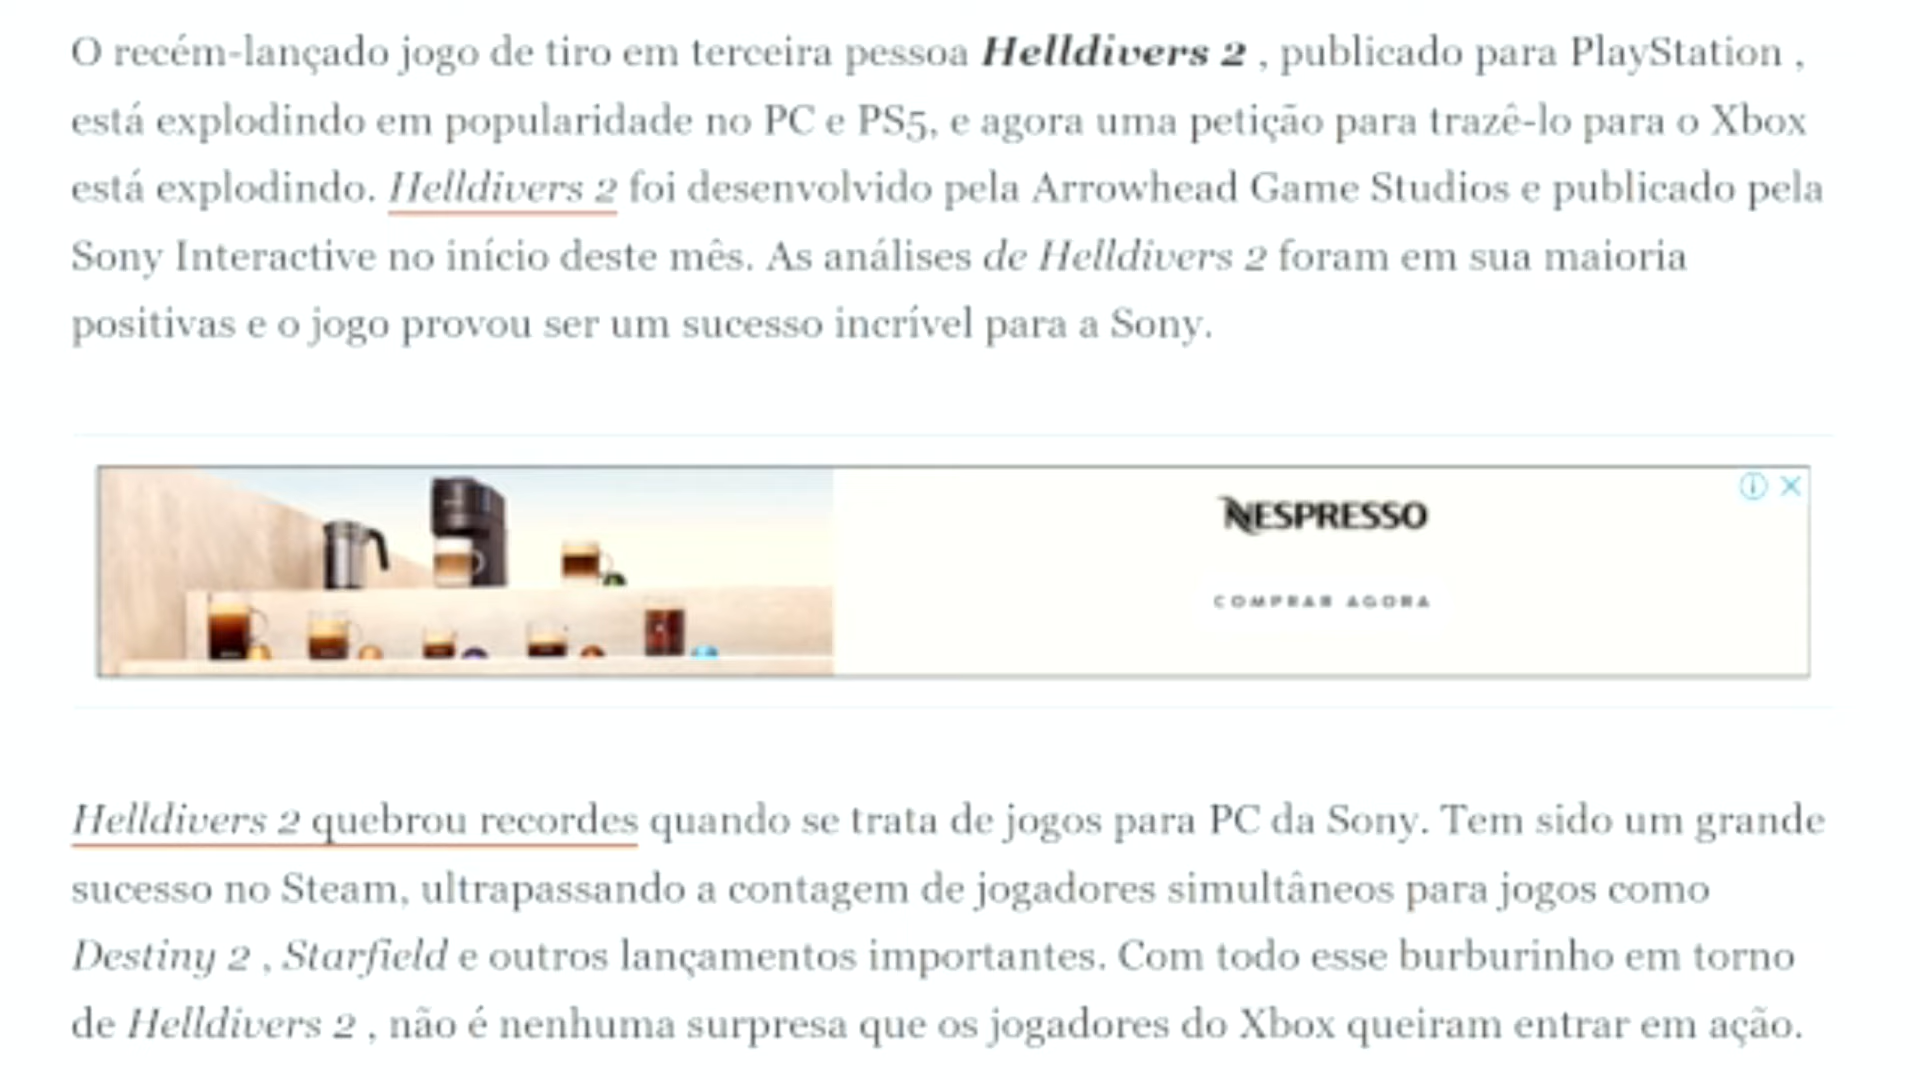 O recém-lançado jogo de tiro em terceira pessoa Helldivers 2 , publicado para PlayStation ,
está explodindo em popularidade no PC e PS5, e agora uma petição para trazê-lo para o Xbox
está explodindo. Helldivers 2 foi desenvolvido pela Arrowhead Game Studios e publicado pela
Sony Interactive no início deste mês. As análises de Helldivers 2 foram em sua maioria
positivas e o jogo provou ser um sucesso incrível para a Sony.
NESPRESSO
COMPRAR AGORA
Helldivers 2 quebrou recordes quando se trata de jogos para PC da Sony. Tem sido um grande
sucesso no Steam, ultrapassando a contagem de jogadores simultâneos para jogos como
Destiny 2 , Starfield e outros lançamentos importantes. Com todo esse burburinho em torno
de Helldivers 2 , não é nenhuma surpresa que os jogadores do Xbox queiram entrar em ação.